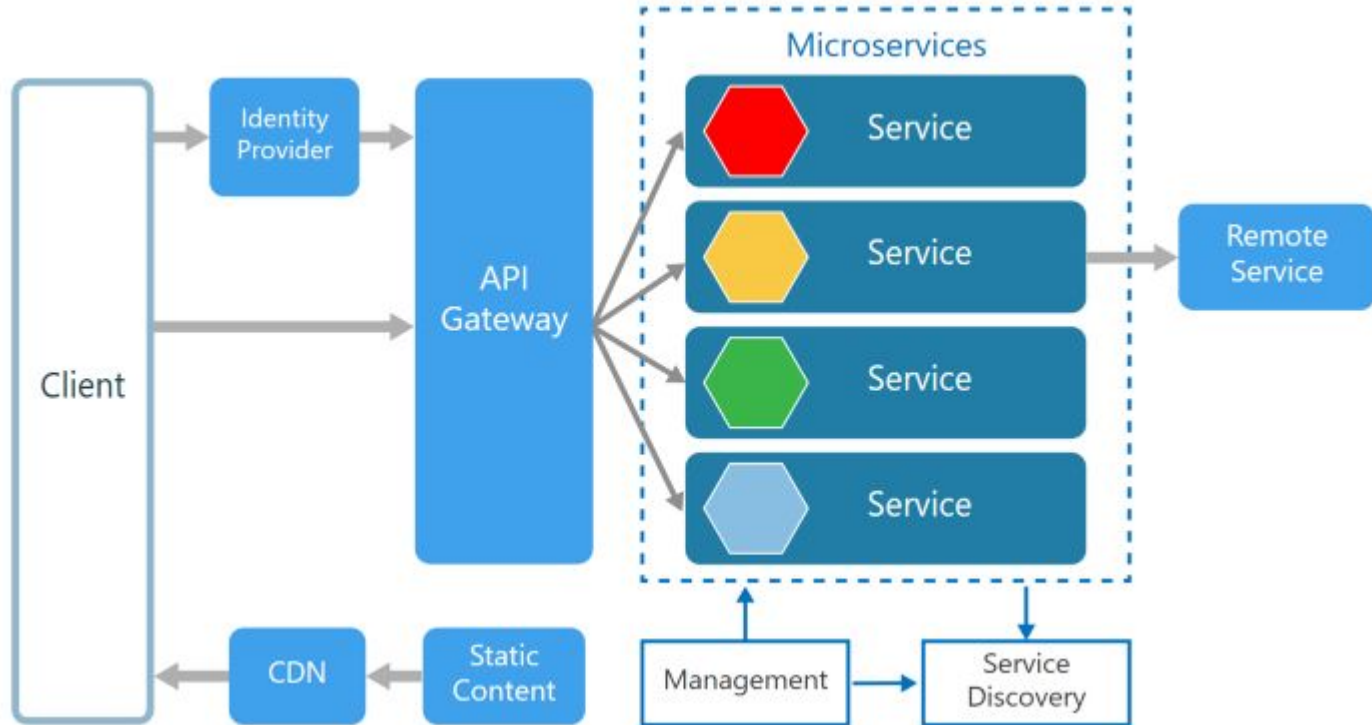 Microservices
Identity
Provider
Service
Service
Remote
Service
API
Gateway
Client
Service
Service
CDN
Static
Content
Management
Service
Discovery